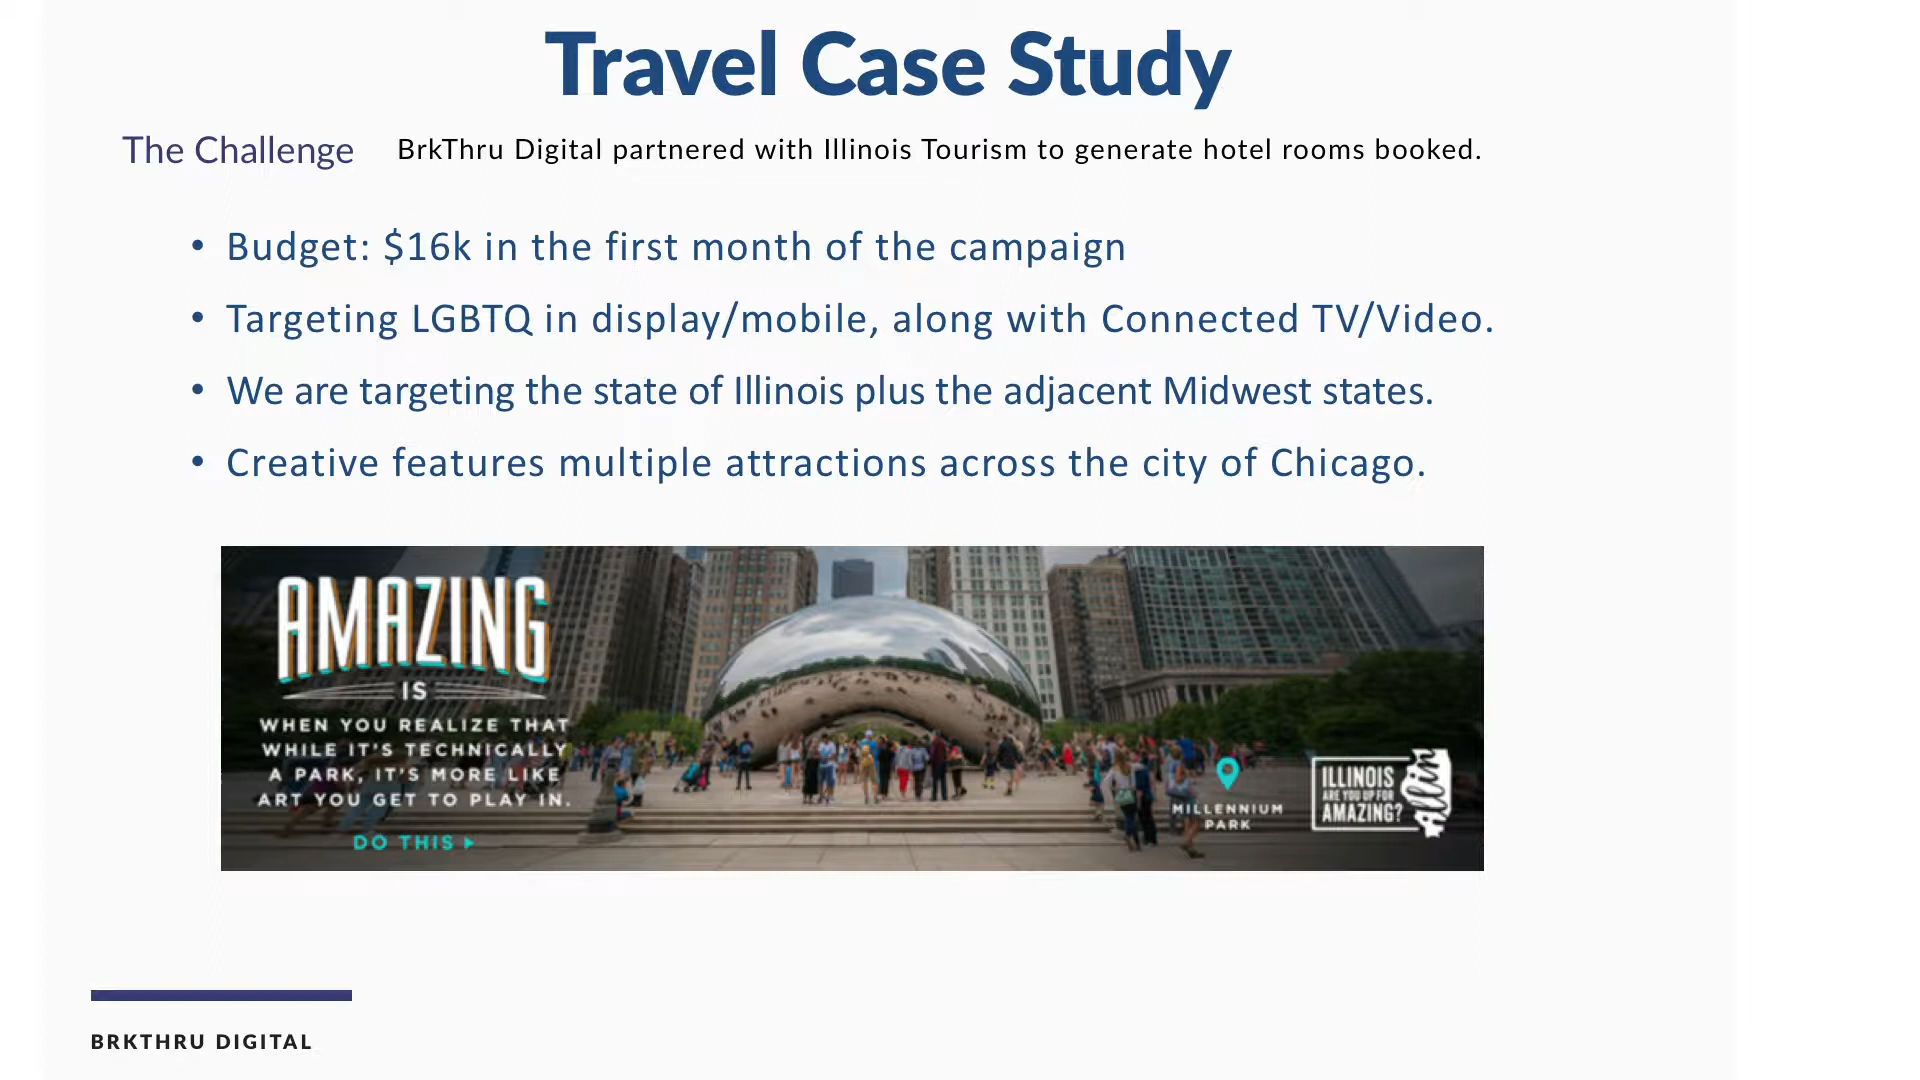 Travel Case Study
The Challenge BrkThru Digital partnered with Illinois Tourism to generate hotel rooms booked.
• Budget: $16k in the first month of the campaign
• Targeting LGBTQ in display/mobile, along with Connected TV/Video.
• We are targeting the state of Illinois plus the adjacent Midwest states.
• Creative features multiple attractions across the city of Chicago.
AMAZING
IS
WHEN YOU REALIZE THAT
WHILE IT'S TECHNICALLY
A PARK, IT'S MORE LIKE
ART YOU GET TO PLAY IN.
DO THIS
MILLENNIUM
PARK
ILLINOIS
ARE YOU UP FOR
AMAZING?
All in
BRKTHRU DIGITAL